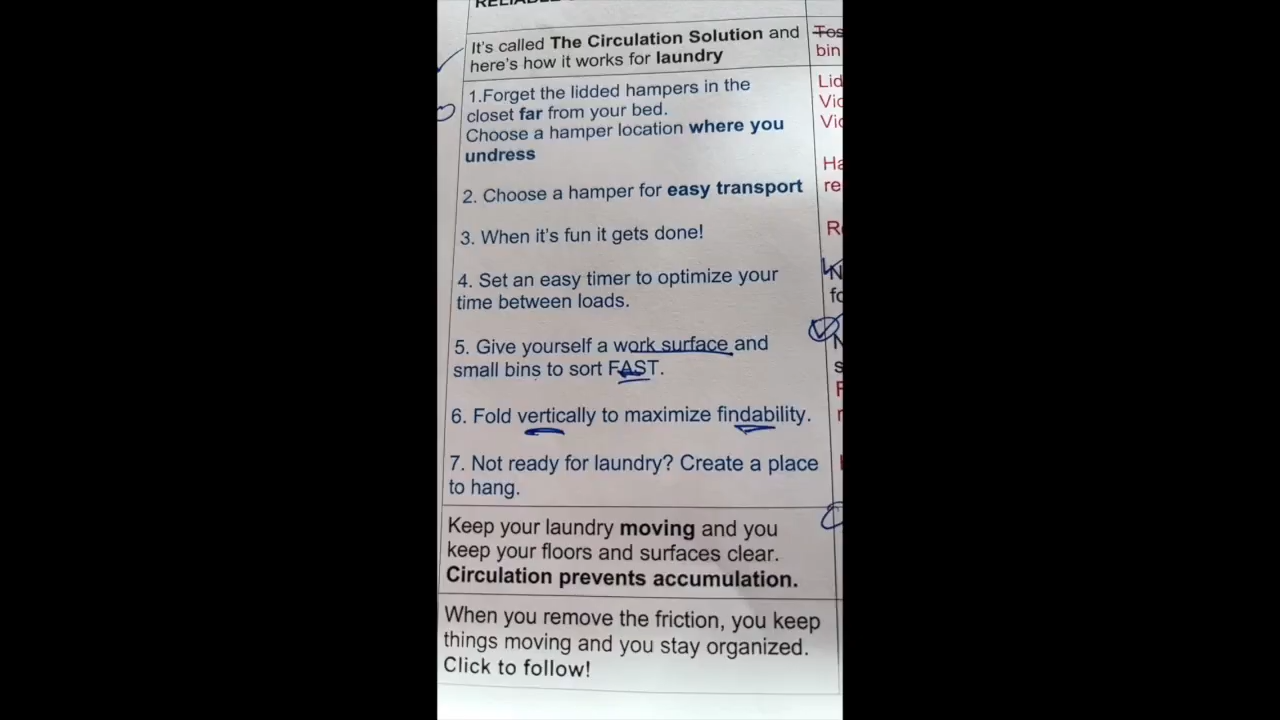 It's called The Circulation Solution and
here's how it works for laundry
1.Forget the lidded hampers in the
closet far from your bed.
Choose a hamper location where you
undress
2. Choose a hamper for easy transport
3. When it's fun it gets done!
4. Set an easy timer to optimize your
time between loads.
5. Give yourself a work surface and
small bins to sort FAST.
6. Fold vertically to maximize findability.
7. Not ready for laundry? Create a place
to hang.
Keep your laundry moving and you
keep your floors and surfaces clear.
Circulation prevents accumulation.
When you remove the friction, you keep
things moving and you stay organized.
Click to follow!
bin